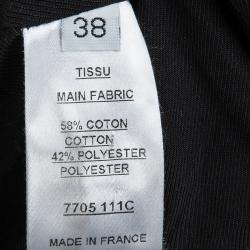 38
TISSU
MAIN FABRIC
58% COTON
COTTON
42% POLYESTER
POLYESTER
7705 111C
MADE IN FRANCE